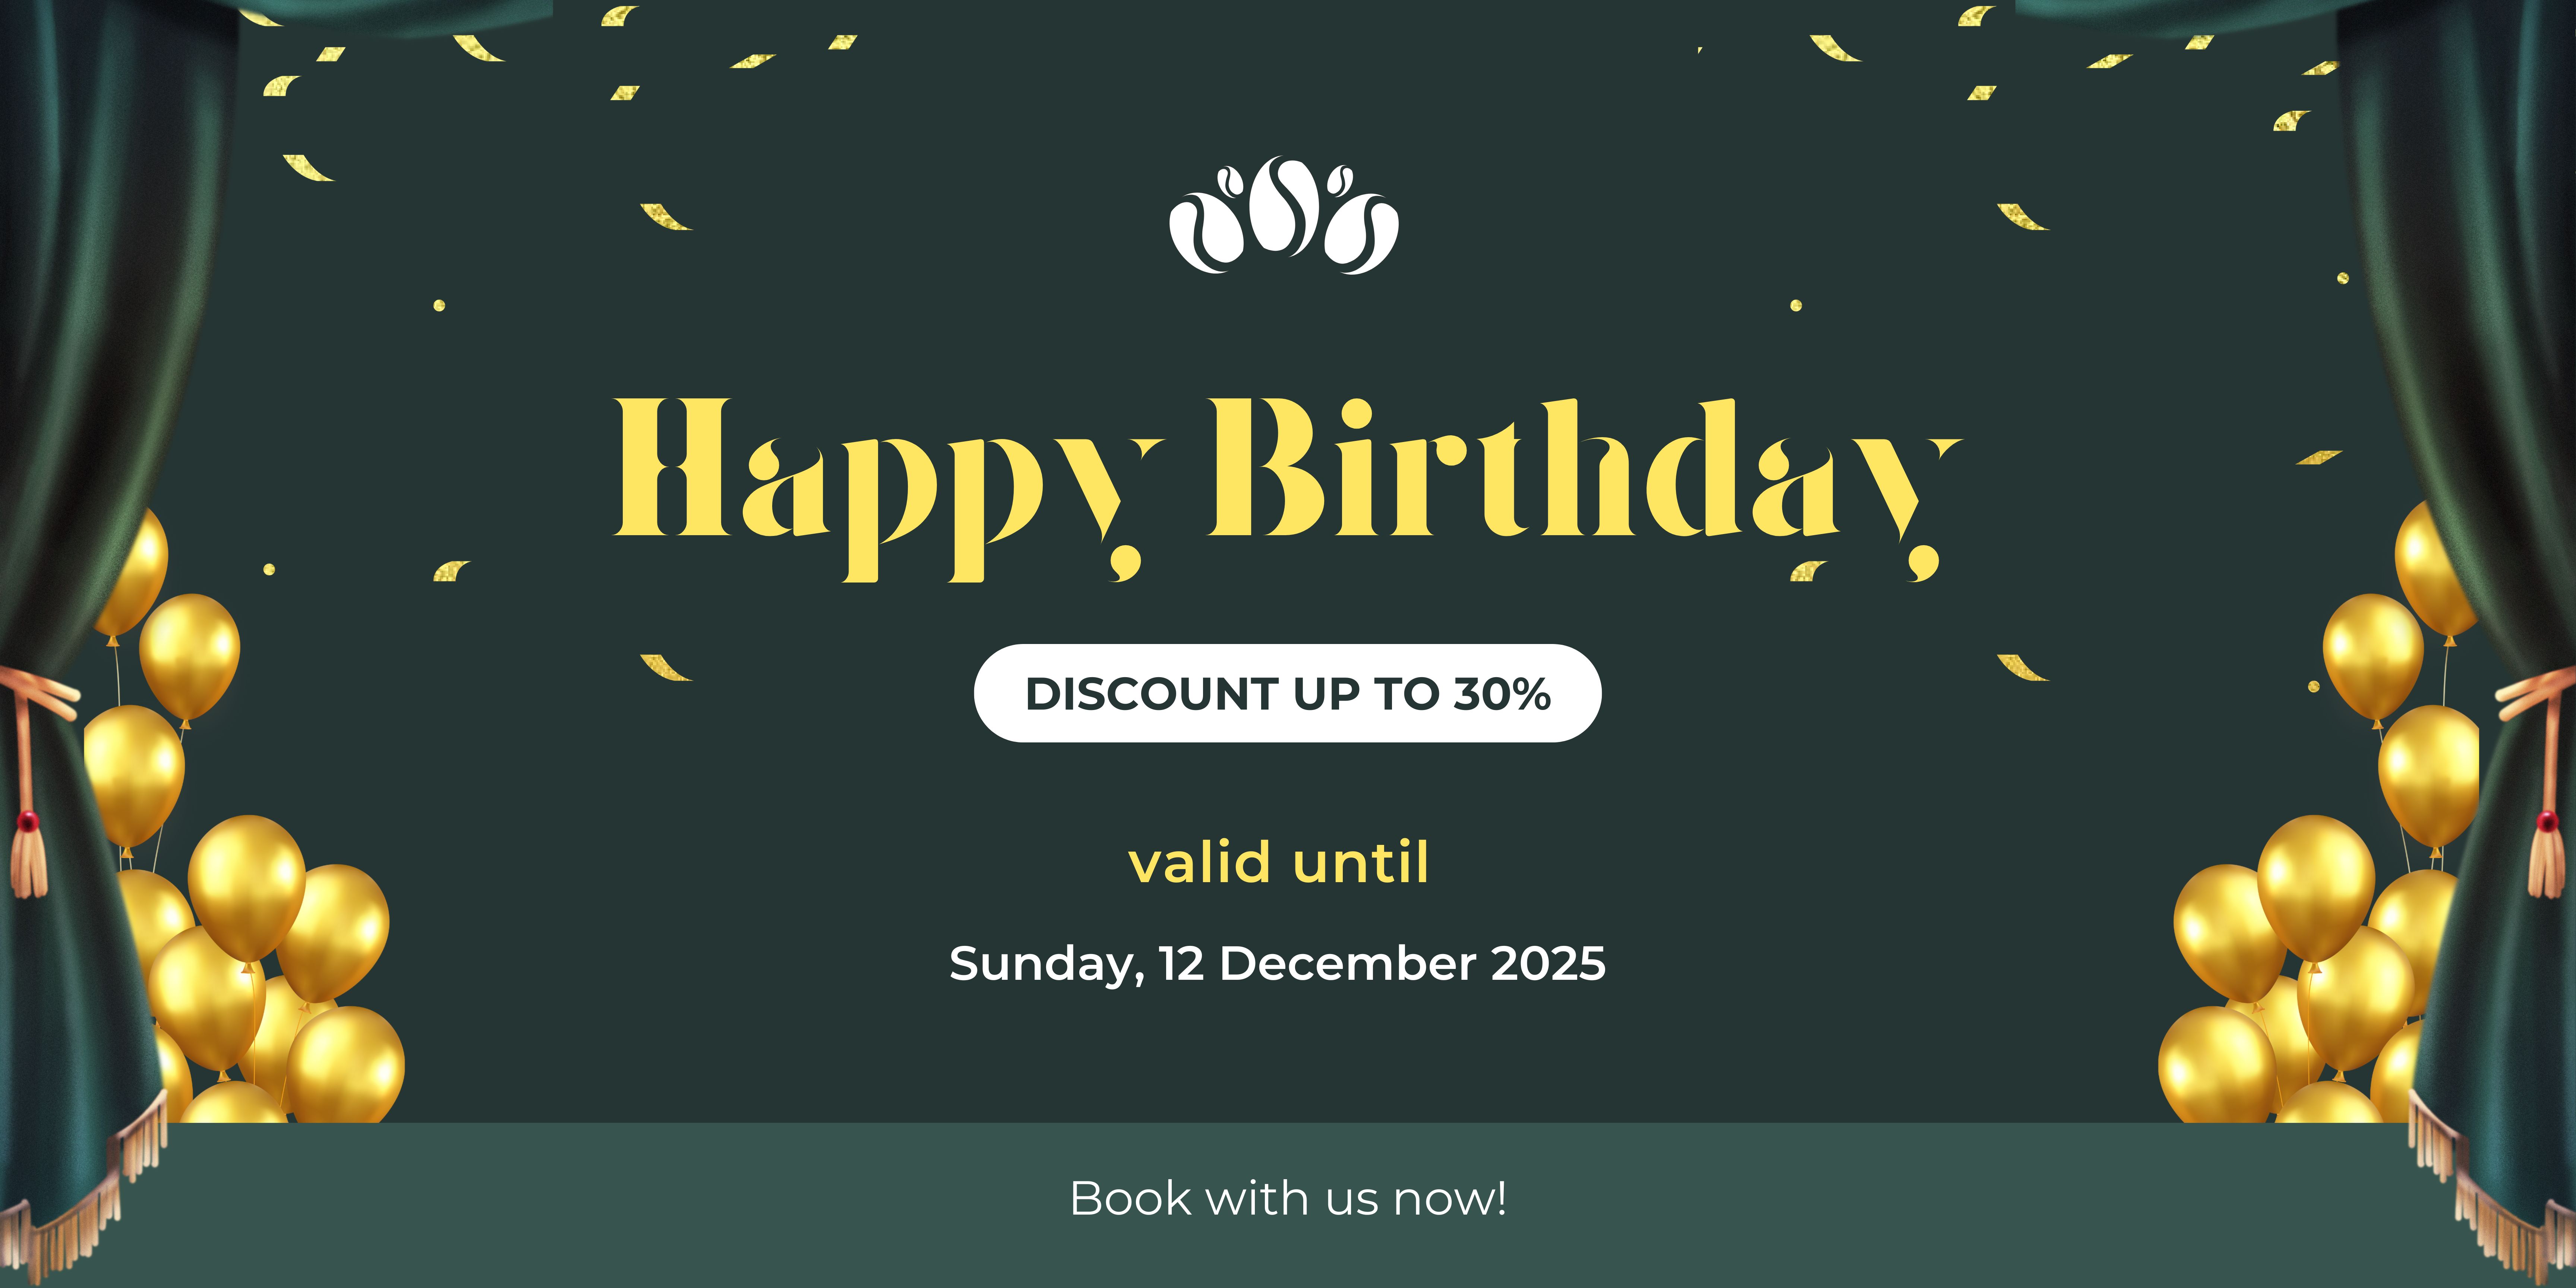 Happy Birthday
DISCOUNT UP TO 30%
valid until
Sunday, 12 December 2025
Book with us now!